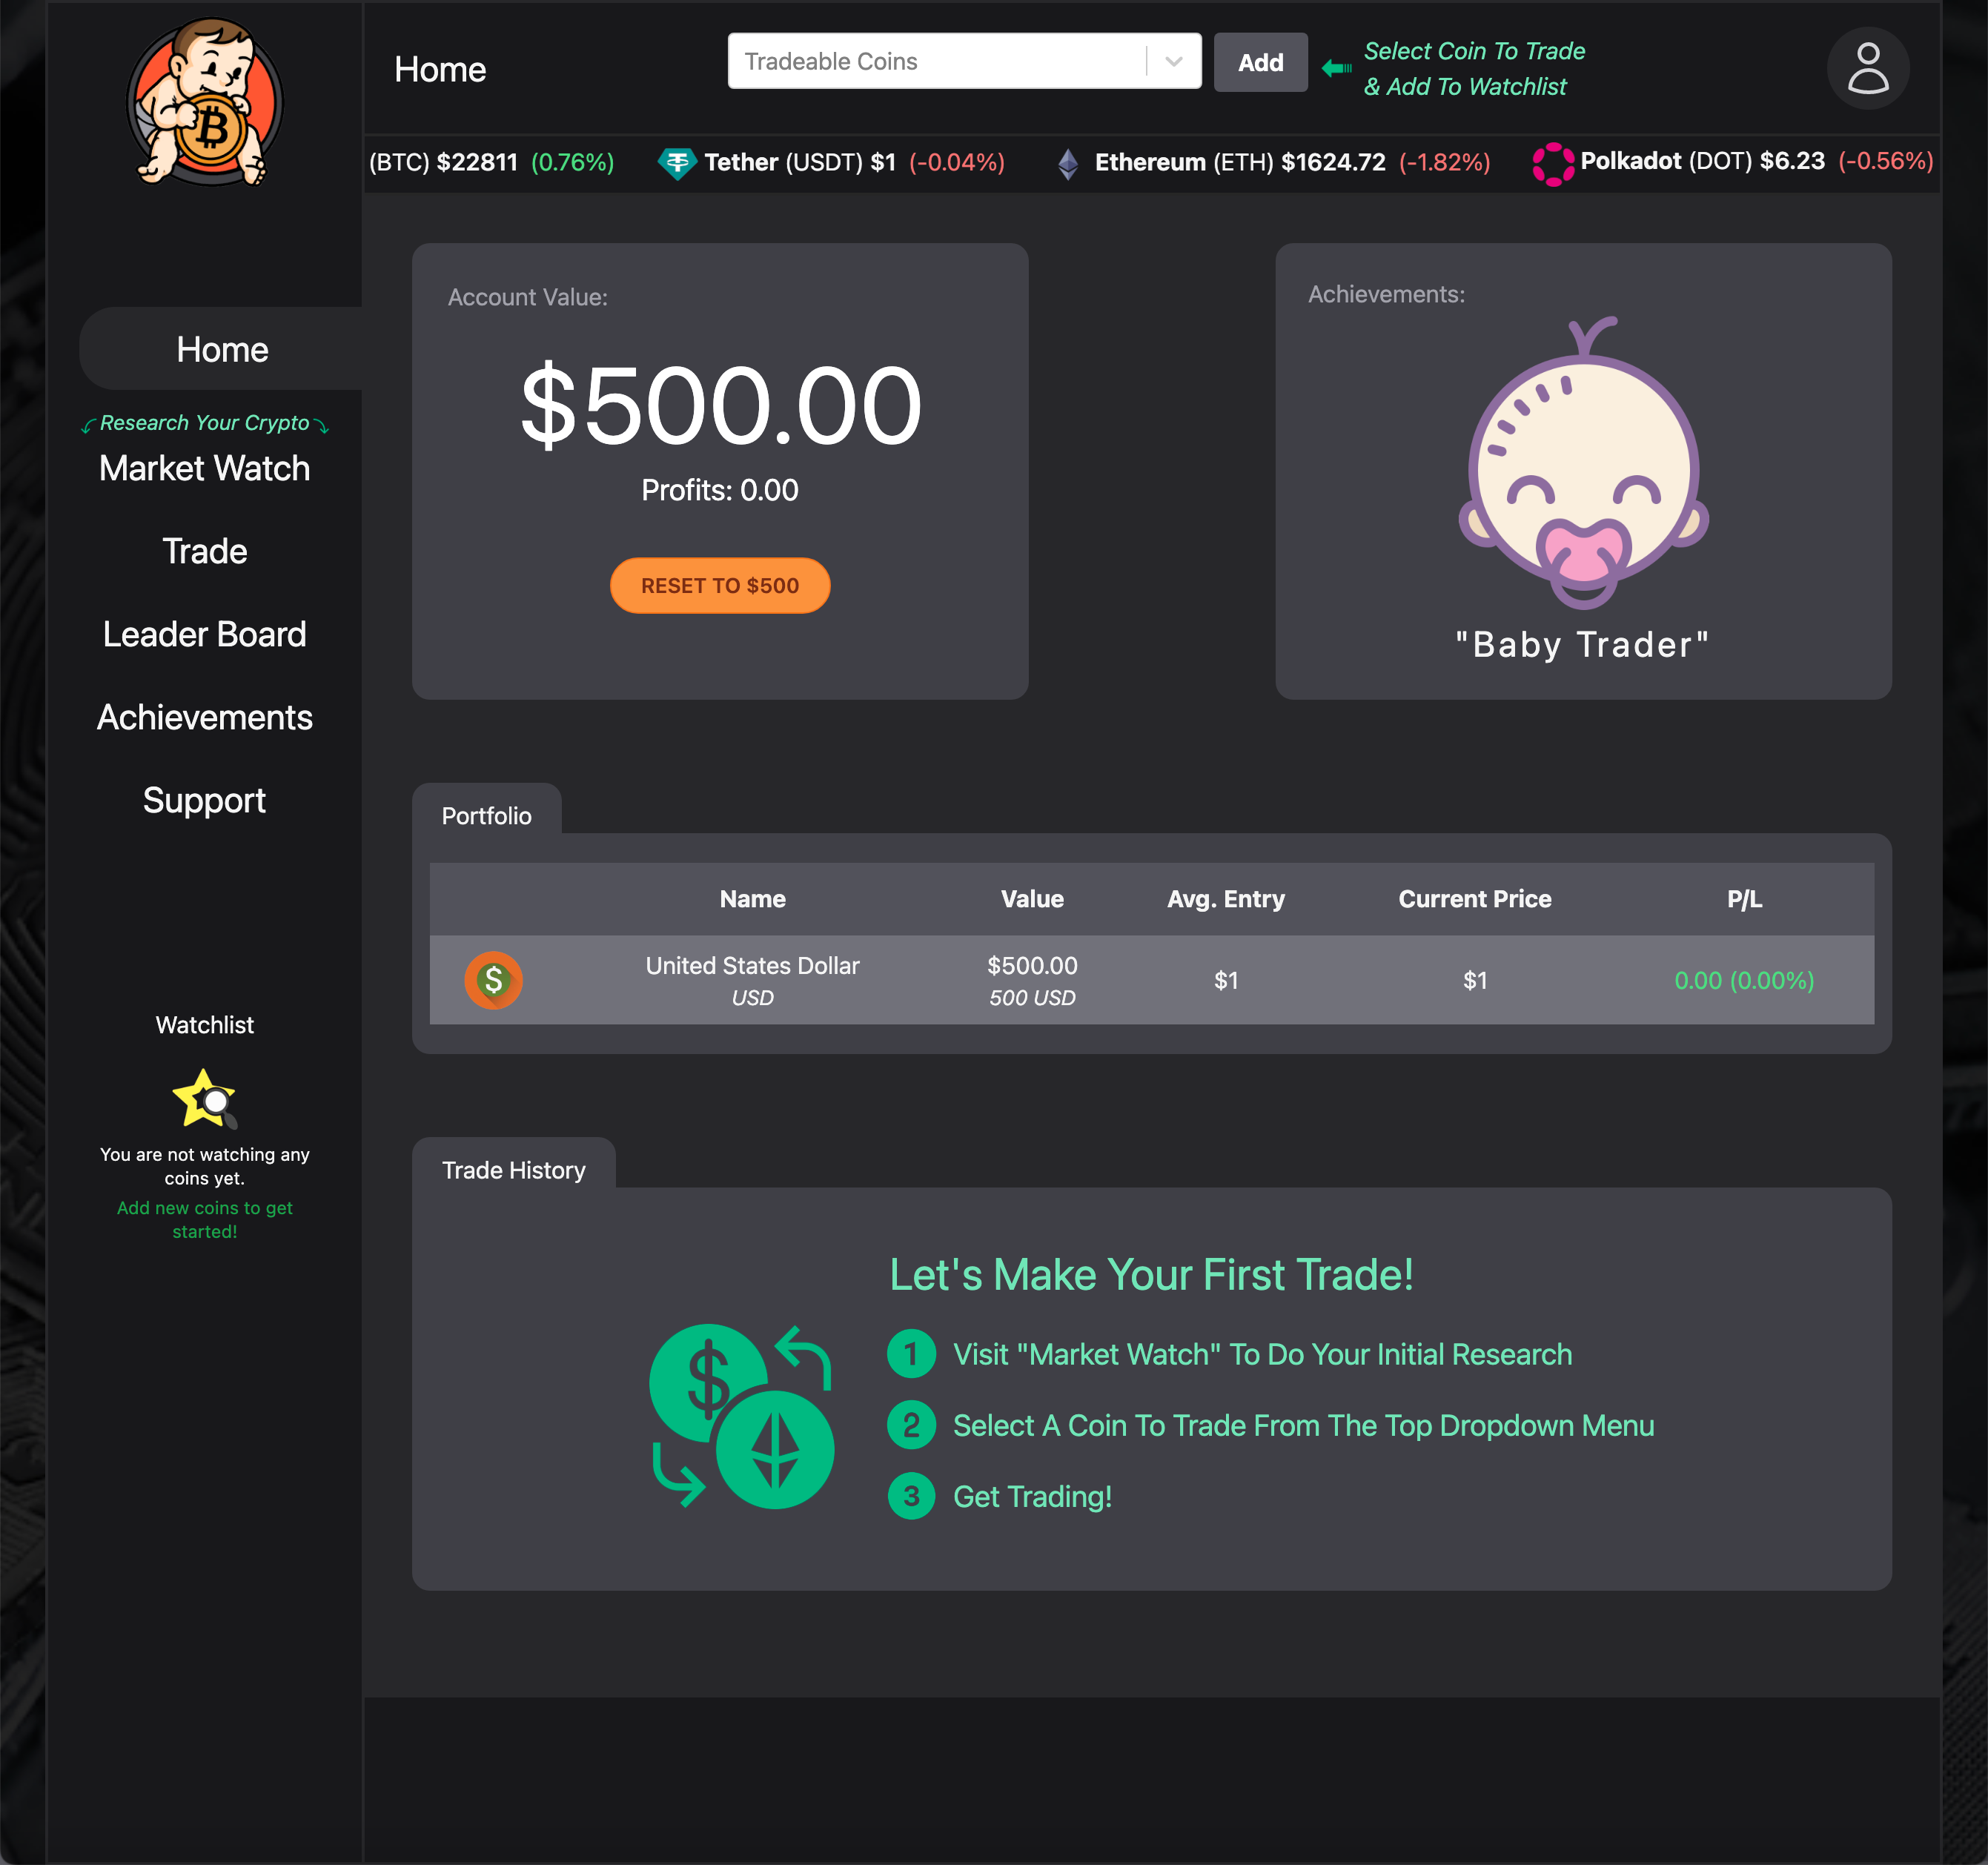 Home
Tradeable Coins
Add
Select Coin To Trade
& Add To Watchlist
(BTC) $22811 (0.76%) Tether (USDT) $1 (-0.04%) Ethereum (ETH) $1624.72 (-1.82%) Polkadot (DOT) $6.23 (-0.56%)
Home
Research Your Crypto
Market Watch
Trade
Leader Board
Achievements
Support
Watchlist
You are not watching any
coins yet.
Add new coins to get
started!
Account Value:
$500.00
Profits: 0.00
RESET TO $500
Achievements:
"Baby Trader"
Portfolio
Name Value Avg. Entry Current Price P/L
United States Dollar $500.00 $1 $1 0.00 (0.00%)
USD 500 USD
Trade History
Let's Make Your First Trade!
1 Visit "Market Watch" To Do Your Initial Research
2 Select A Coin To Trade From The Top Dropdown Menu
3 Get Trading!